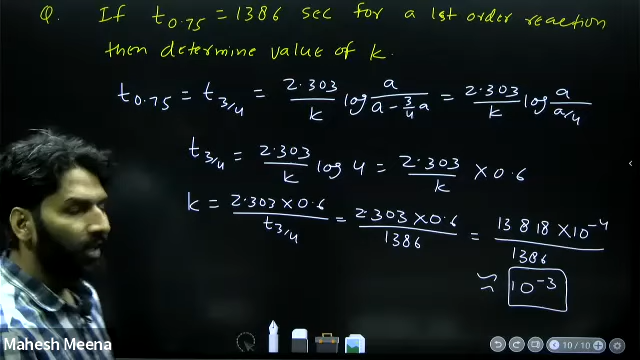 Q. If t0.75 = 1386 sec for a 1st order reaction
then determine value of k.
t0.75 = t3/4 = 2.303/k log a/(a - 3/4 a) = 2.303/k log a/(a/4)
t3/4 = 2.303/k log 4 = 2.303/k × 0.6
k = 2.303 × 0.6/t3/4 = 2.303 × 0.6/1386 = 13818 × 10^-4/1386
≈ 10^-3
Mahesh Meena
10 / 10